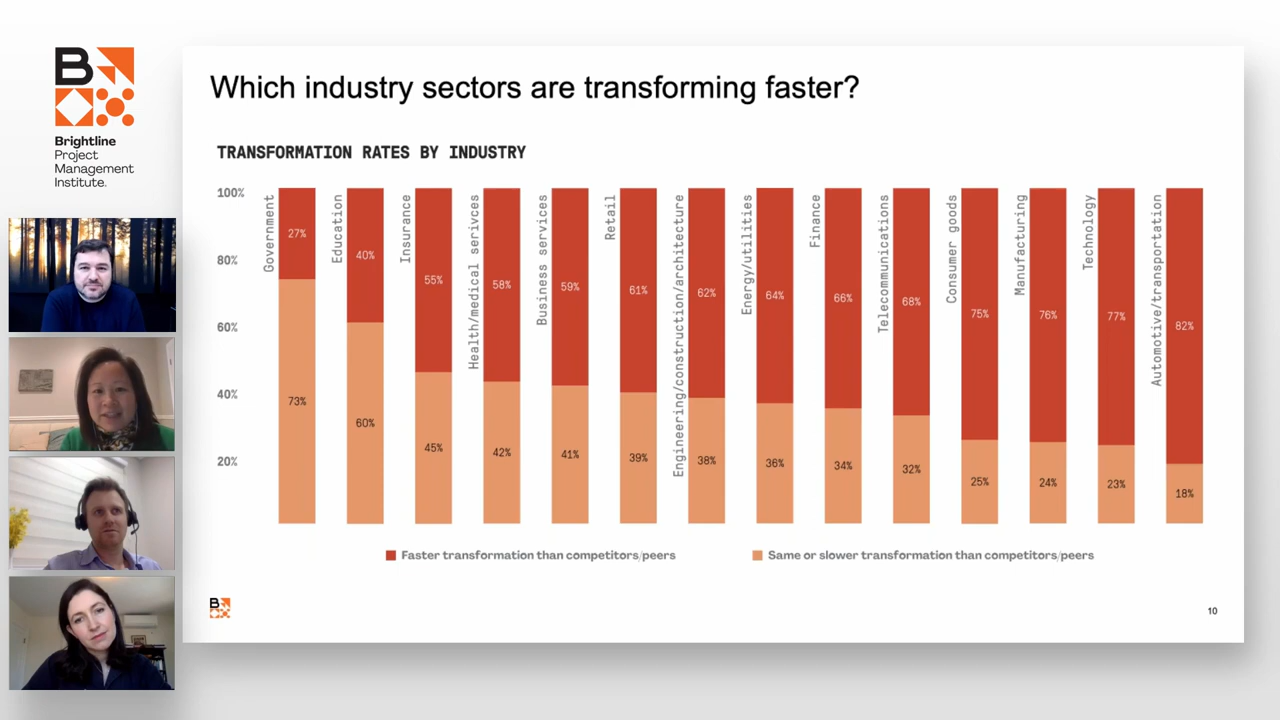 B
Brightline
Project
Management
Institute.
Which industry sectors are transforming faster?
TRANSFORMATION RATES BY INDUSTRY
100%
80%
60%
40%
20%
Government
27%
73%
Education
40%
60%
Insurance
55%
45%
Health/medical serivces
58%
42%
Business services
59%
41%
Retail
61%
39%
Engineering/construction/architecture
62%
38%
Energy/utilities
64%
36%
Finance
66%
34%
Telecommunications
68%
32%
Consumer goods
75%
25%
Manufacturing
76%
24%
Technology
77%
23%
Automotive/transportation
82%
18%
Faster transformation than competitors/peers
Same or slower transformation than competitors/peers
B
10